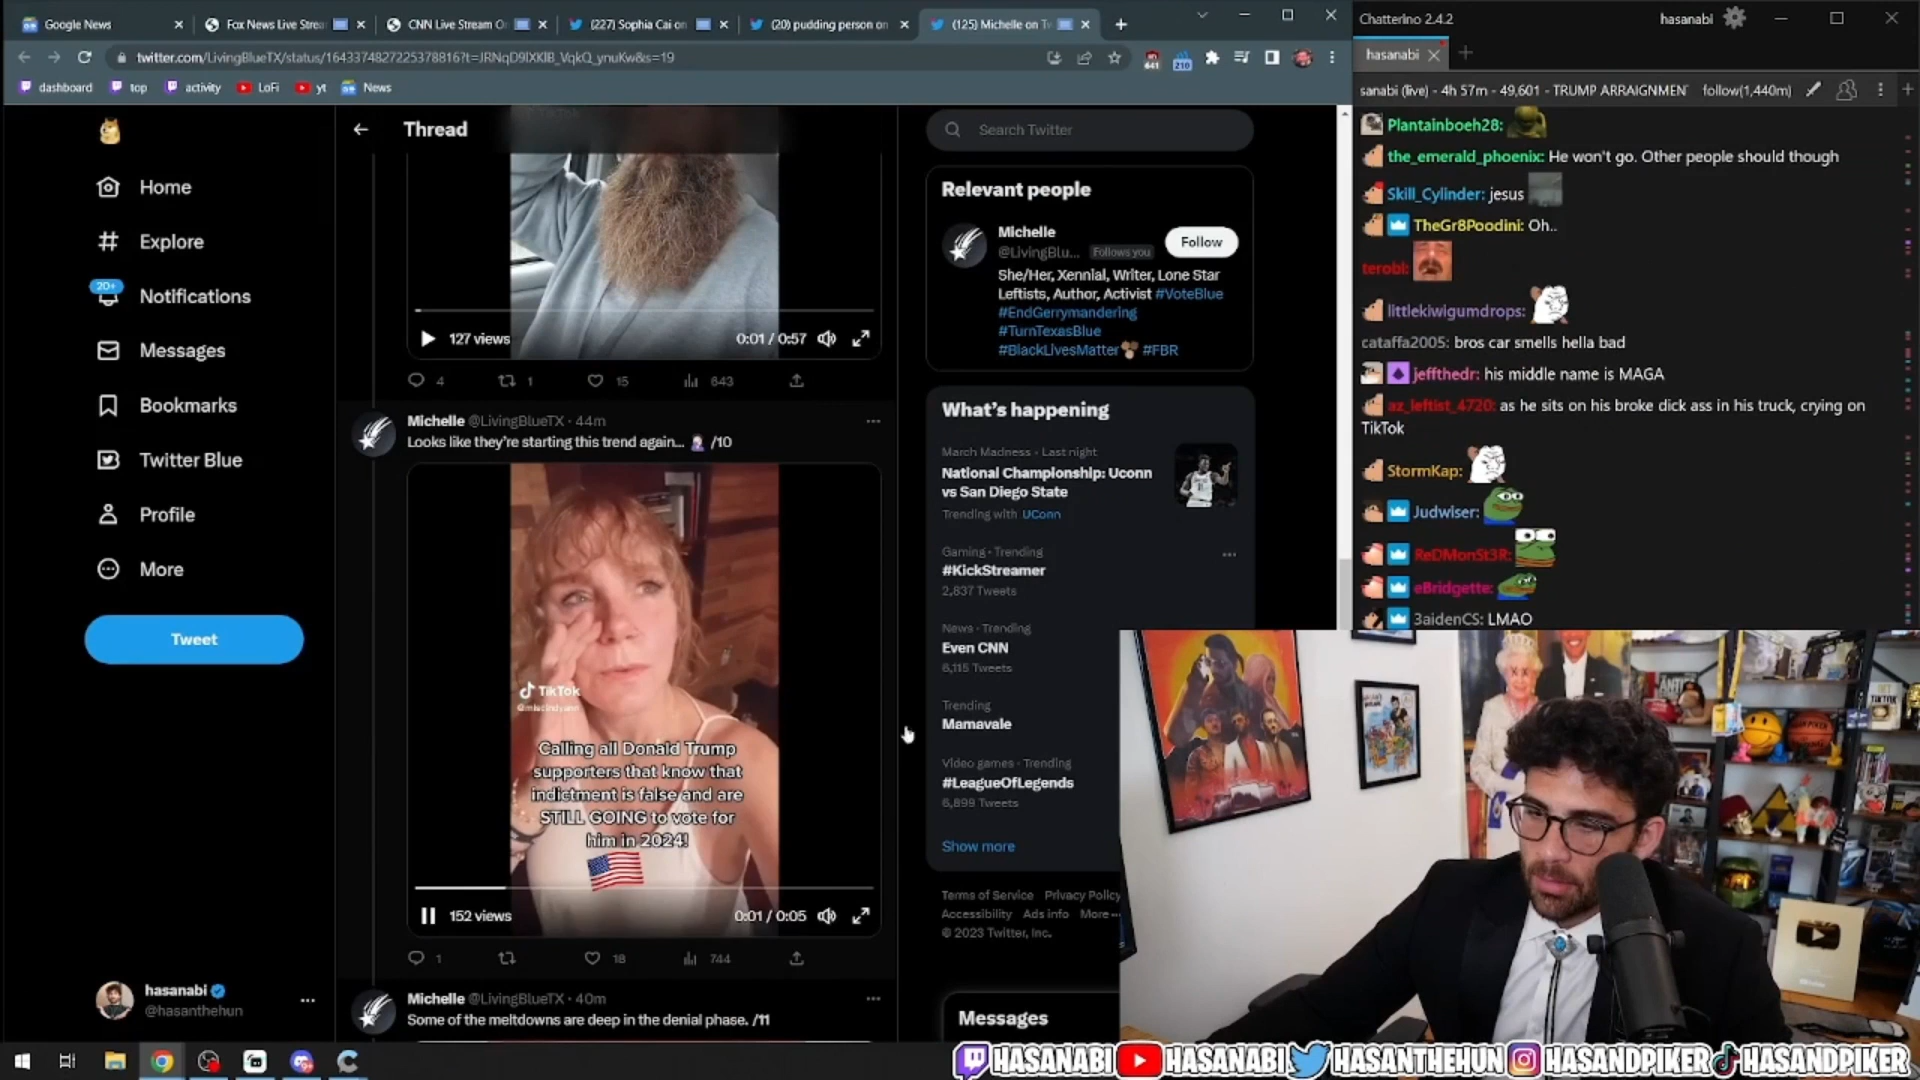 Google News
Fox News Live Strea
CNN Live Stream O
(227) Sophia Cai on
(20) pudding person on
(125) Michelle on T
Chatterino 2.4.2
hasanabi
twitter.com/LivingBlueTX/status/1643374827222537881​6?t=JRNqD9lXKlB_VqkQ_ynuKw&s=19
641
210
hasanabi
dashboard
top
activity
LoFi
yt
News
sanabi (live) - 4h 57m - 49,601 - TRUMP ARRAIGNMEN
follow(1,440m)
Home
Explore
20+
Notifications
Messages
Bookmarks
Twitter Blue
Profile
More
Tweet
hasanabi
@hasanthehun
Thread
127 views
0:01 / 0:57
4
1
15
643
Michelle @LivingBlueTX · 44m
Looks like they're starting this trend again... /10
TikTok
@misscindyann
Calling all Donald Trump
supporters that know that
indictment is false and are
STILL GOING to vote for
him in 2024!
152 views
0:01 / 0:05
1
18
744
Michelle @LivingBlueTX · 40m
Some of the meltdowns are deep in the denial phase. /11
Search Twitter
Relevant people
Michelle
@LivingBlu... Follows you
Follow
She/Her, Xennial, Writer, Lone Star
Leftists, Author, Activist #VoteBlue
#EndGerrymandering
#TurnTexasBlue
#BlackLivesMatter #FBR
What's happening
March Madness · Last night
National Championship: Uconn
vs San Diego State
Trending with UConn
Gaming · Trending
#KickStreamer
2,837 Tweets
News · Trending
Even CNN
6,115 Tweets
Trending
Mamavale
Video games · Trending
#LeagueOfLegends
6,899 Tweets
Show more
Terms of Service Privacy Policy
Accessibility Ads info More ...
© 2023 Twitter, Inc.
Messages
Plantainboeh28:
the_emerald_phoenix: He won't go. Other people should though
Skill_Cylinder: jesus
TheGr8Poodini: Oh..
terobi:
littlekiwigumdrops:
cataffa2005: bros car smells hella bad
jeffthedr: his middle name is MAGA
az_leftist_4720: as he sits on his broke dick ass in his truck, crying on
TikTok
StormKap:
Judwiser:
ReDMonSt3R:
eBridgette:
3aidenCS: LMAO
HASANABI HASANABI HASANTHEHUN HASANDPIKER HASANDPIKER